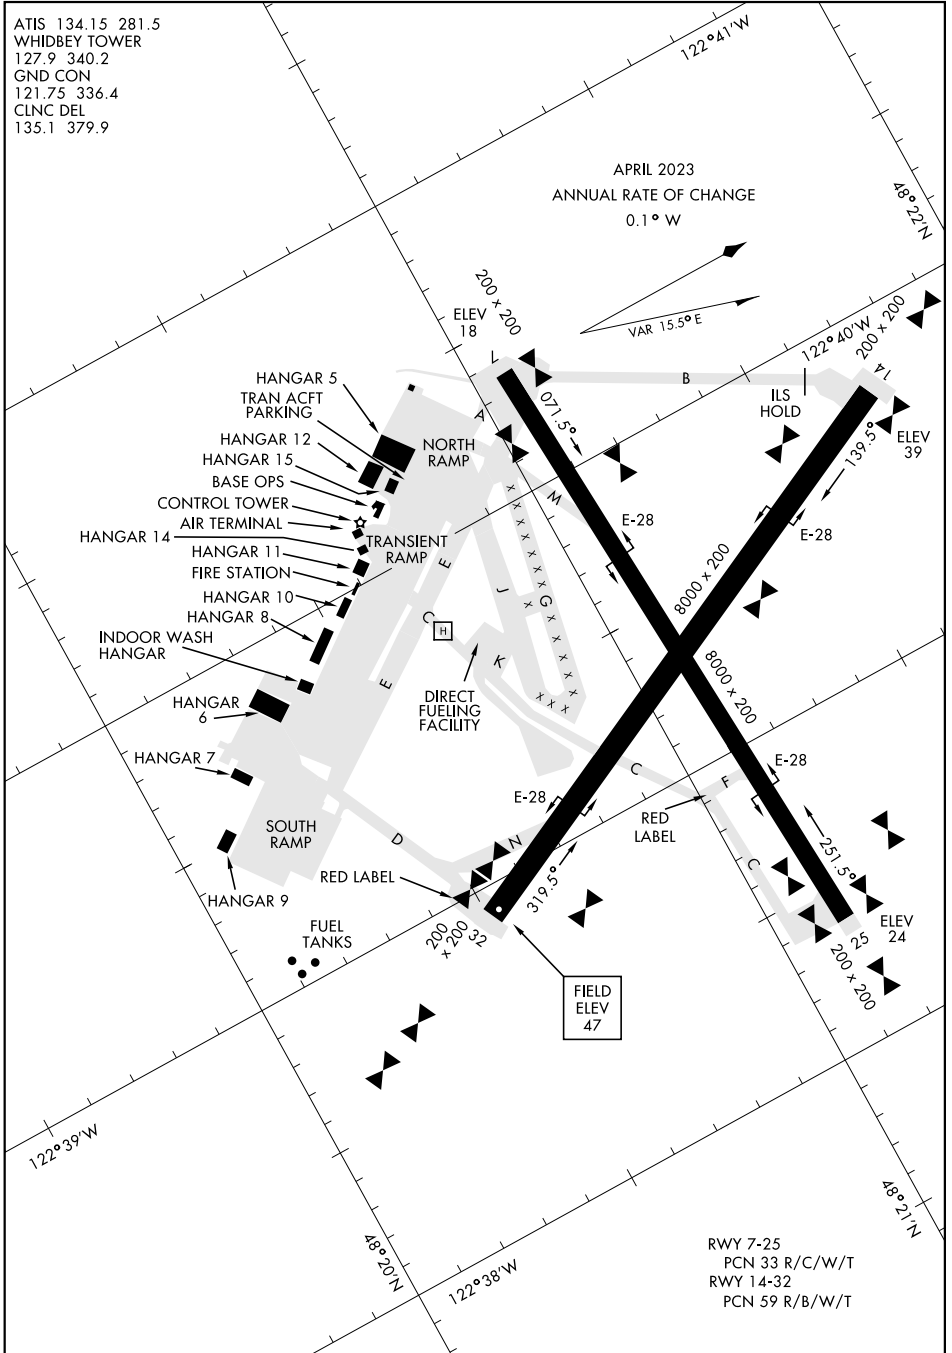 ATIS 134.15 281.5
WHIDBEY TOWER
127.9 340.2
GND CON
121.75 336.4
CLNC DEL
135.1 379.9
122°41'W
48°22'N
APRIL 2023
ANNUAL RATE OF CHANGE
0.1° W
VAR 15.5° E
200 x 200
ELEV
18
7
122°40'W
200 x 200
14
B
ILS
HOLD
ELEV
39
071.5°
139.5°
A
HANGAR 5
TRAN ACFT
PARKING
HANGAR 12
HANGAR 15
BASE OPS
CONTROL TOWER
AIR TERMINAL
HANGAR 14
HANGAR 11
FIRE STATION
HANGAR 10
HANGAR 8
INDOOR WASH
HANGAR
HANGAR
6
HANGAR 7
HANGAR 9
NORTH
RAMP
TRANSIENT
RAMP
SOUTH
RAMP
M
E-28
E-28
8000 x 200
8000 x 200
E
J
G
C
H
K
E
x x x x x x x x x x x x x x x x x x
x
x
x x x
DIRECT
FUELING
FACILITY
C
F
E-28
E-28
RED
LABEL
D
N
C
251.5°
319.5°
RED LABEL
200
x 200
32
FUEL
TANKS
FIELD
ELEV
47
ELEV
24
25
200 x 200
122°39'W
48°20'N
122°38'W
48°21'N
RWY 7-25
PCN 33 R/C/W/T
RWY 14-32
PCN 59 R/B/W/T